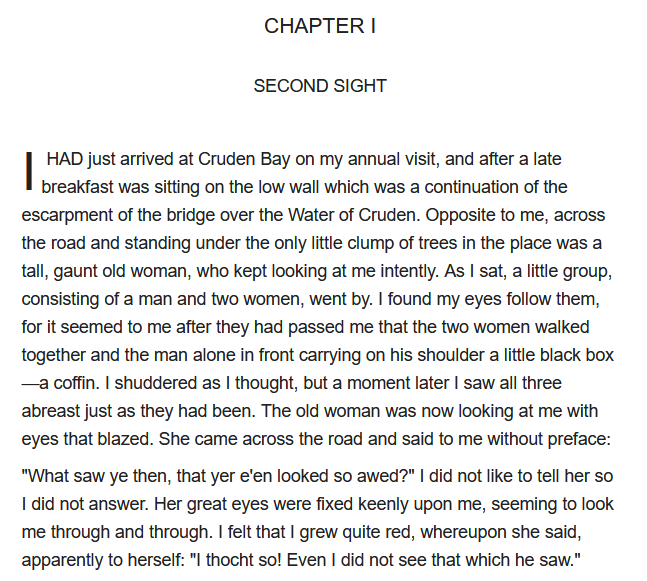 CHAPTER I
SECOND SIGHT
I HAD just arrived at Cruden Bay on my annual visit, and after a late
breakfast was sitting on the low wall which was a continuation of the
escarpment of the bridge over the Water of Cruden. Opposite to me, across
the road and standing under the only little clump of trees in the place was a
tall, gaunt old woman, who kept looking at me intently. As I sat, a little group,
consisting of a man and two women, went by. I found my eyes follow them,
for it seemed to me after they had passed me that the two women walked
together and the man alone in front carrying on his shoulder a little black box
—a coffin. I shuddered as I thought, but a moment later I saw all three
abreast just as they had been. The old woman was now looking at me with
eyes that blazed. She came across the road and said to me without preface:
"What saw ye then, that yer e'en looked so awed?" I did not like to tell her so
I did not answer. Her great eyes were fixed keenly upon me, seeming to look
me through and through. I felt that I grew quite red, whereupon she said,
apparently to herself: "I thocht so! Even I did not see that which he saw."